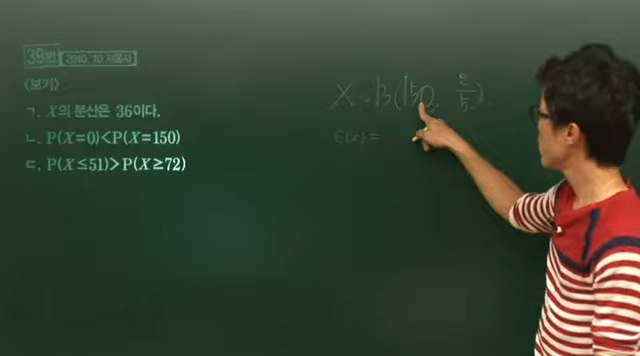 39번 [2010. 10 서울시]
〈보기〉
ㄱ. X의 분산은 36이다.
ㄴ. P(X=0)<P(X=150)
ㄷ. P(X≤51)>P(X≥72)
X ~ B(150, 2/5)
E(X)=